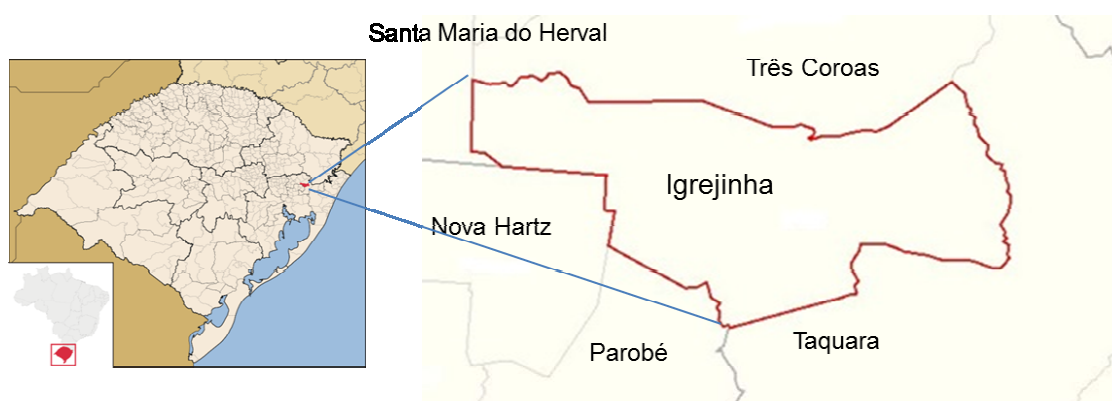 Santa Maria do Herval
Três Coroas
Igrejinha
Nova Hartz
Parobé
Taquara